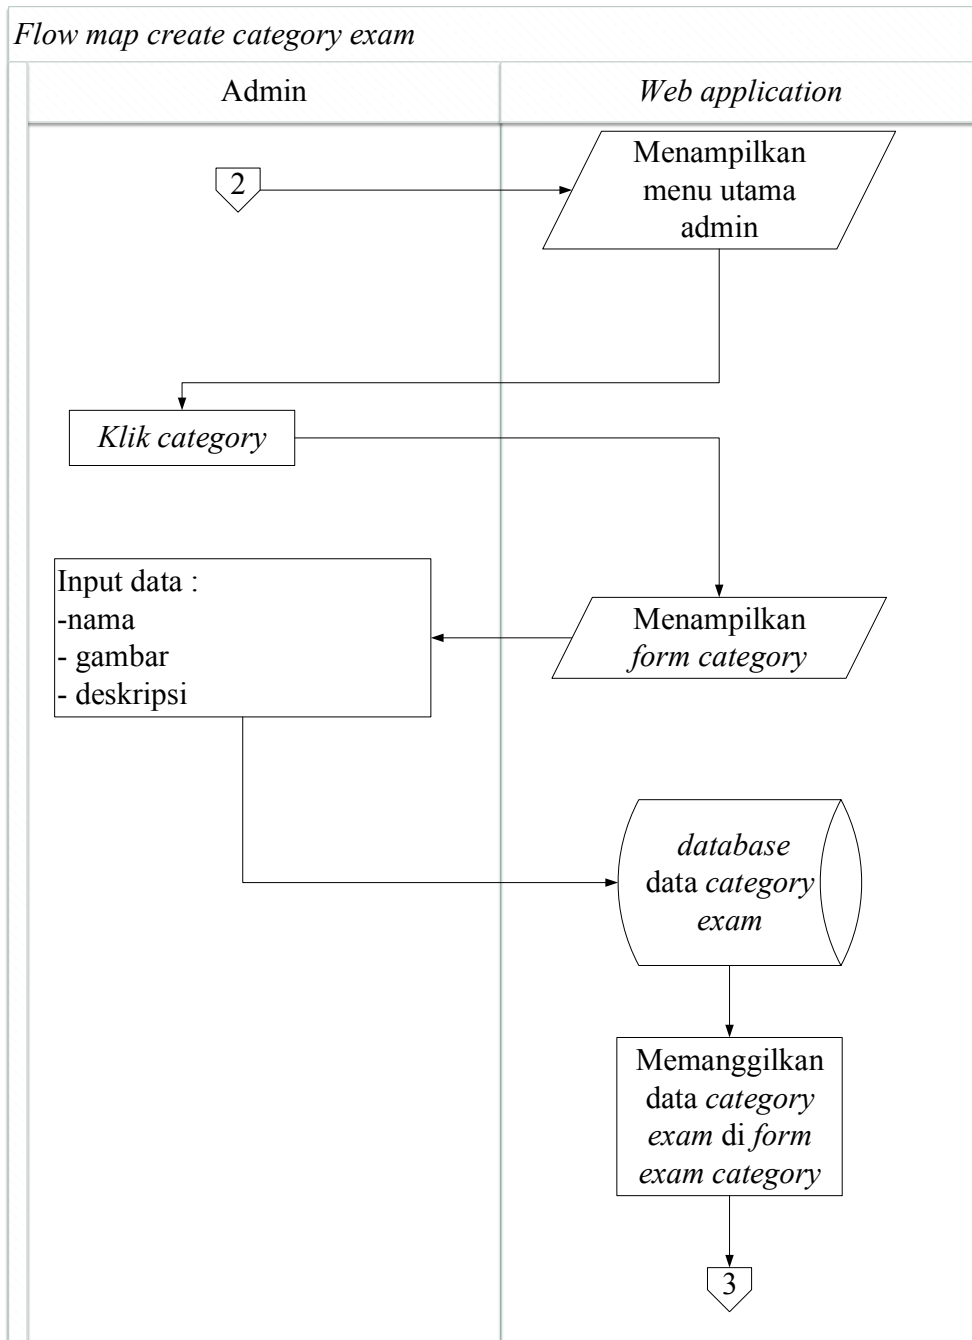 Flow map create category exam
Admin
Web application
2
Menampilkan
menu utama
admin
Klik category
Input data :
-nama
- gambar
- deskripsi
Menampilkan
form category
database
data category
exam
Memanggilkan
data category
exam di form
exam category
3